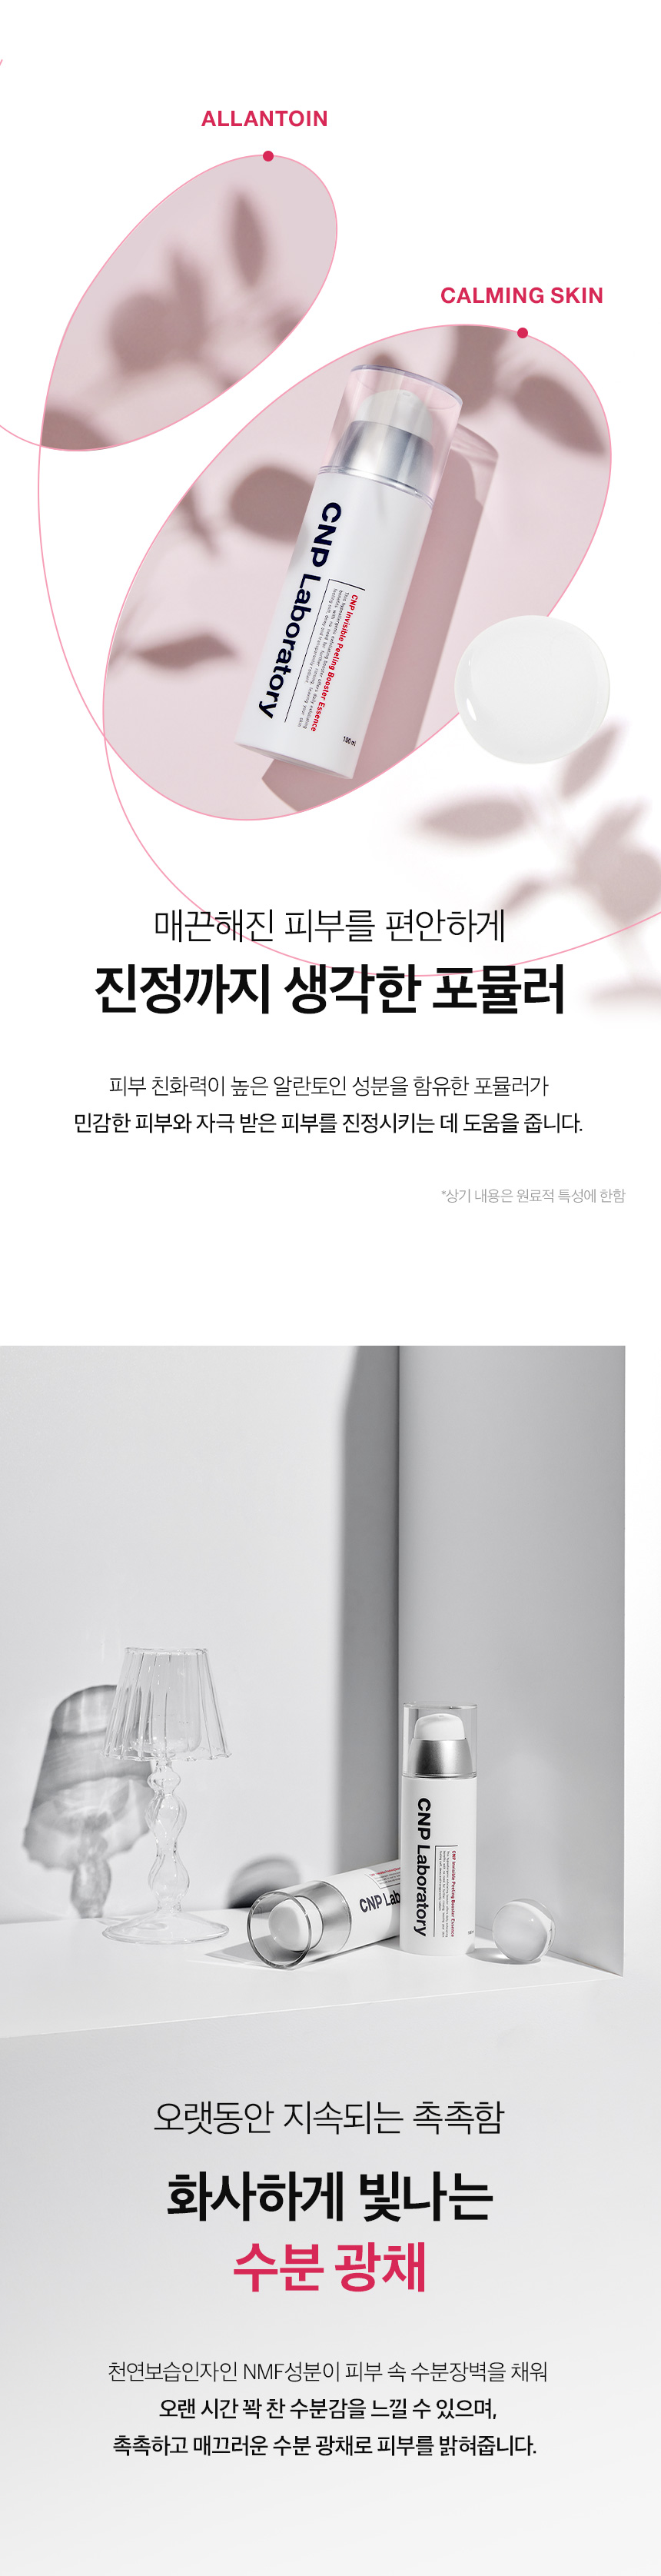 ALLANTOIN
CALMING SKIN
CNP Laboratory
CNP Invisible Peeling Booster Essence
매끈해진 피부를 편안하게
진정까지 생각한 포뮬러
피부 친화력이 높은 알란토인 성분을 함유한 포뮬러가
민감한 피부와 자극 받은 피부를 진정시키는 데 도움을 줍니다.
*상기 내용은 원료적 특성에 한함
CNP Lab
CNP Laboratory
CNP Invisible Peeling Booster Essence
오랫동안 지속되는 촉촉함
화사하게 빛나는
수분 광채
천연보습인자인 NMF성분이 피부 속 수분장벽을 채워
오랜 시간 꽉 찬 수분감을 느낄 수 있으며,
촉촉하고 매끄러운 수분 광채로 피부를 밝혀줍니다.